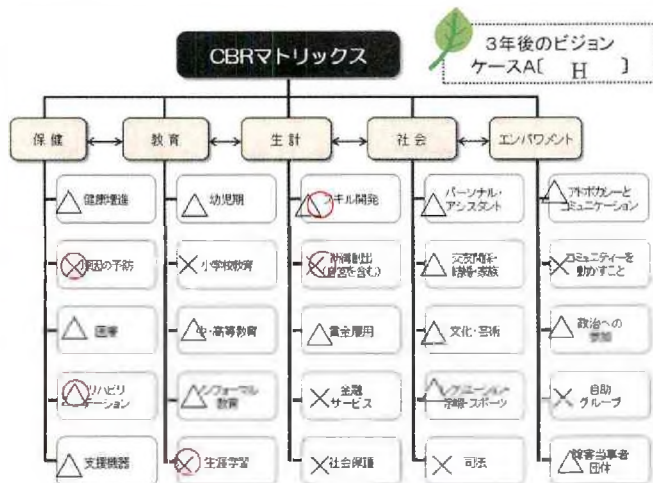 CBRマトリックス
3年後のビジョン
ケースA[ H ]
保健
教育
生計
社会
エンパワメント
健康増進
幼児期
スキル開発
パーソナル・
アシスタント
アドボカシーと
コミュニケーション
原因の予防
小学校教育
所得創出
(自営を含む)
交友関係・
結婚・家族
コミュニティーを
動かすこと
医療
中・高等教育
賃金雇用
文化・芸術
政治への
参加
リハビリ
テーション
ノンフォーマル
教育
金融
サービス
レクリエーション・
余暇・スポーツ
自助
グループ
支援機器
生涯学習
社会保護
司法
障害当事者
団体